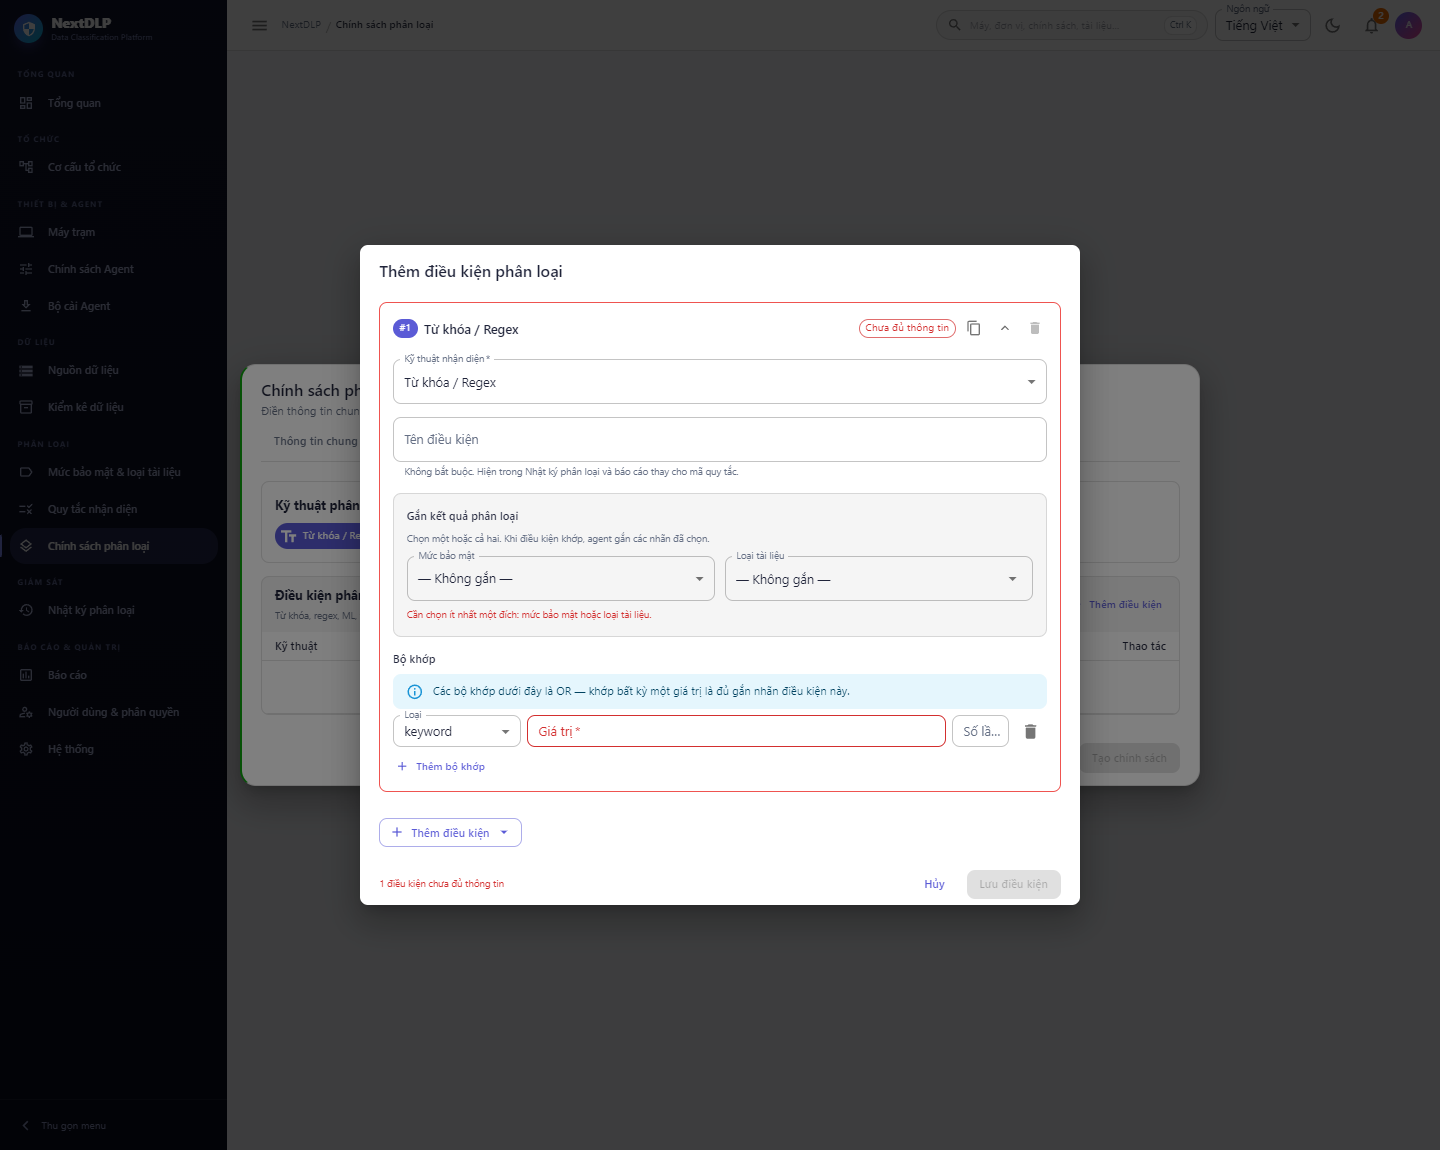 NextDLP
Data Classification Platform
NextDLP / Chính sách phân loại
Máy, đơn vị, chính sách, tài liệu...
Ctrl K
Ngôn ngữ
Tiếng Việt
2
A
TỔNG QUAN
Tổng quan
TỔ CHỨC
Cơ cấu tổ chức
THIẾT BỊ & AGENT
Máy trạm
Chính sách Agent
Bộ cài Agent
DỮ LIỆU
Nguồn dữ liệu
Kiểm kê dữ liệu
PHÂN LOẠI
Mức bảo mật & loại tài liệu
Quy tắc nhận diện
Chính sách phân loại
GIÁM SÁT
Nhật ký phân loại
BÁO CÁO & QUẢN TRỊ
Báo cáo
Người dùng & phân quyền
Hệ thống
Thu gọn menu
Chính sách ph
Điền thông tin chun
Thông tin chung
Kỹ thuật phân
Từ khóa / Re
Điều kiện phân
Từ khóa, regex, ML,
Thêm điều kiện
Kỹ thuật
Thao tác
Tạo chính sách
Thêm điều kiện phân loại
#1 Từ khóa / Regex
Chưa đủ thông tin
Kỹ thuật nhận diện *
Từ khóa / Regex
Tên điều kiện
Không bắt buộc. Hiện trong Nhật ký phân loại và báo cáo thay cho mã quy tắc.
Gắn kết quả phân loại
Chọn một hoặc cả hai. Khi điều kiện khớp, agent gắn các nhãn đã chọn.
Mức bảo mật
— Không gắn —
Loại tài liệu
— Không gắn —
Cần chọn ít nhất một đích: mức bảo mật hoặc loại tài liệu.
Bộ khớp
Các bộ khớp dưới đây là OR — khớp bất kỳ một giá trị là đủ gắn nhãn điều kiện này.
Loại
keyword
Giá trị *
Số lầ...
Thêm bộ khớp
Thêm điều kiện
1 điều kiện chưa đủ thông tin
Hủy
Lưu điều kiện